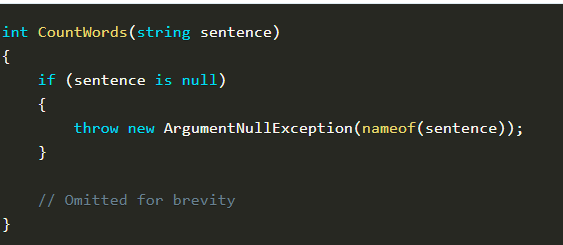 int CountWords(string sentence)
{
    if (sentence is null)
    {
        throw new ArgumentNullException(nameof(sentence));
    }

    // Omitted for brevity
}